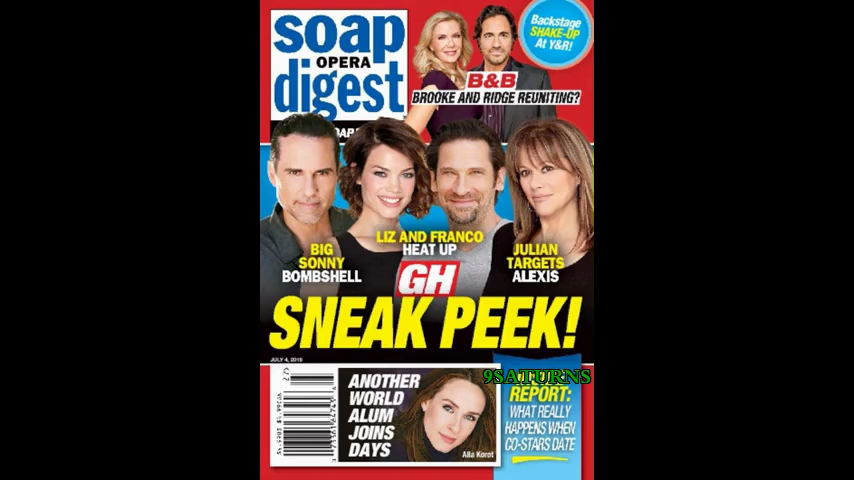 soap
OPERA
digest
B&B
BROOKE AND RIDGE REUNITING?
Backstage
SHAKE-UP
At Y&R!
BIG
SONNY
BOMBSHELL
LIZ AND FRANCO
HEAT UP
JULIAN
TARGETS
ALEXIS
GH
SNEAK PEEK!
JULY 4, 2016
ANOTHER
WORLD
ALUM
JOINS
DAYS
Alla Korot
9SATURNS
REPORT:
WHAT REALLY
HAPPENS WHEN
CO-STARS DATE